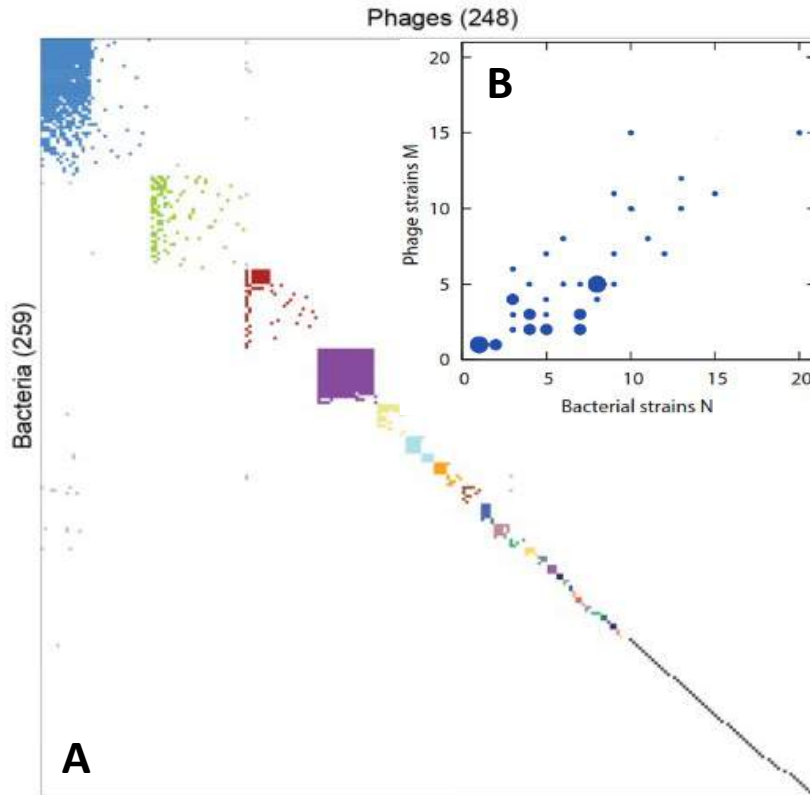 Phages (248)
B
20
15
10
5
0
Phage strains M
0 5 10 15 20
Bacterial strains N
Bacteria (259)
A